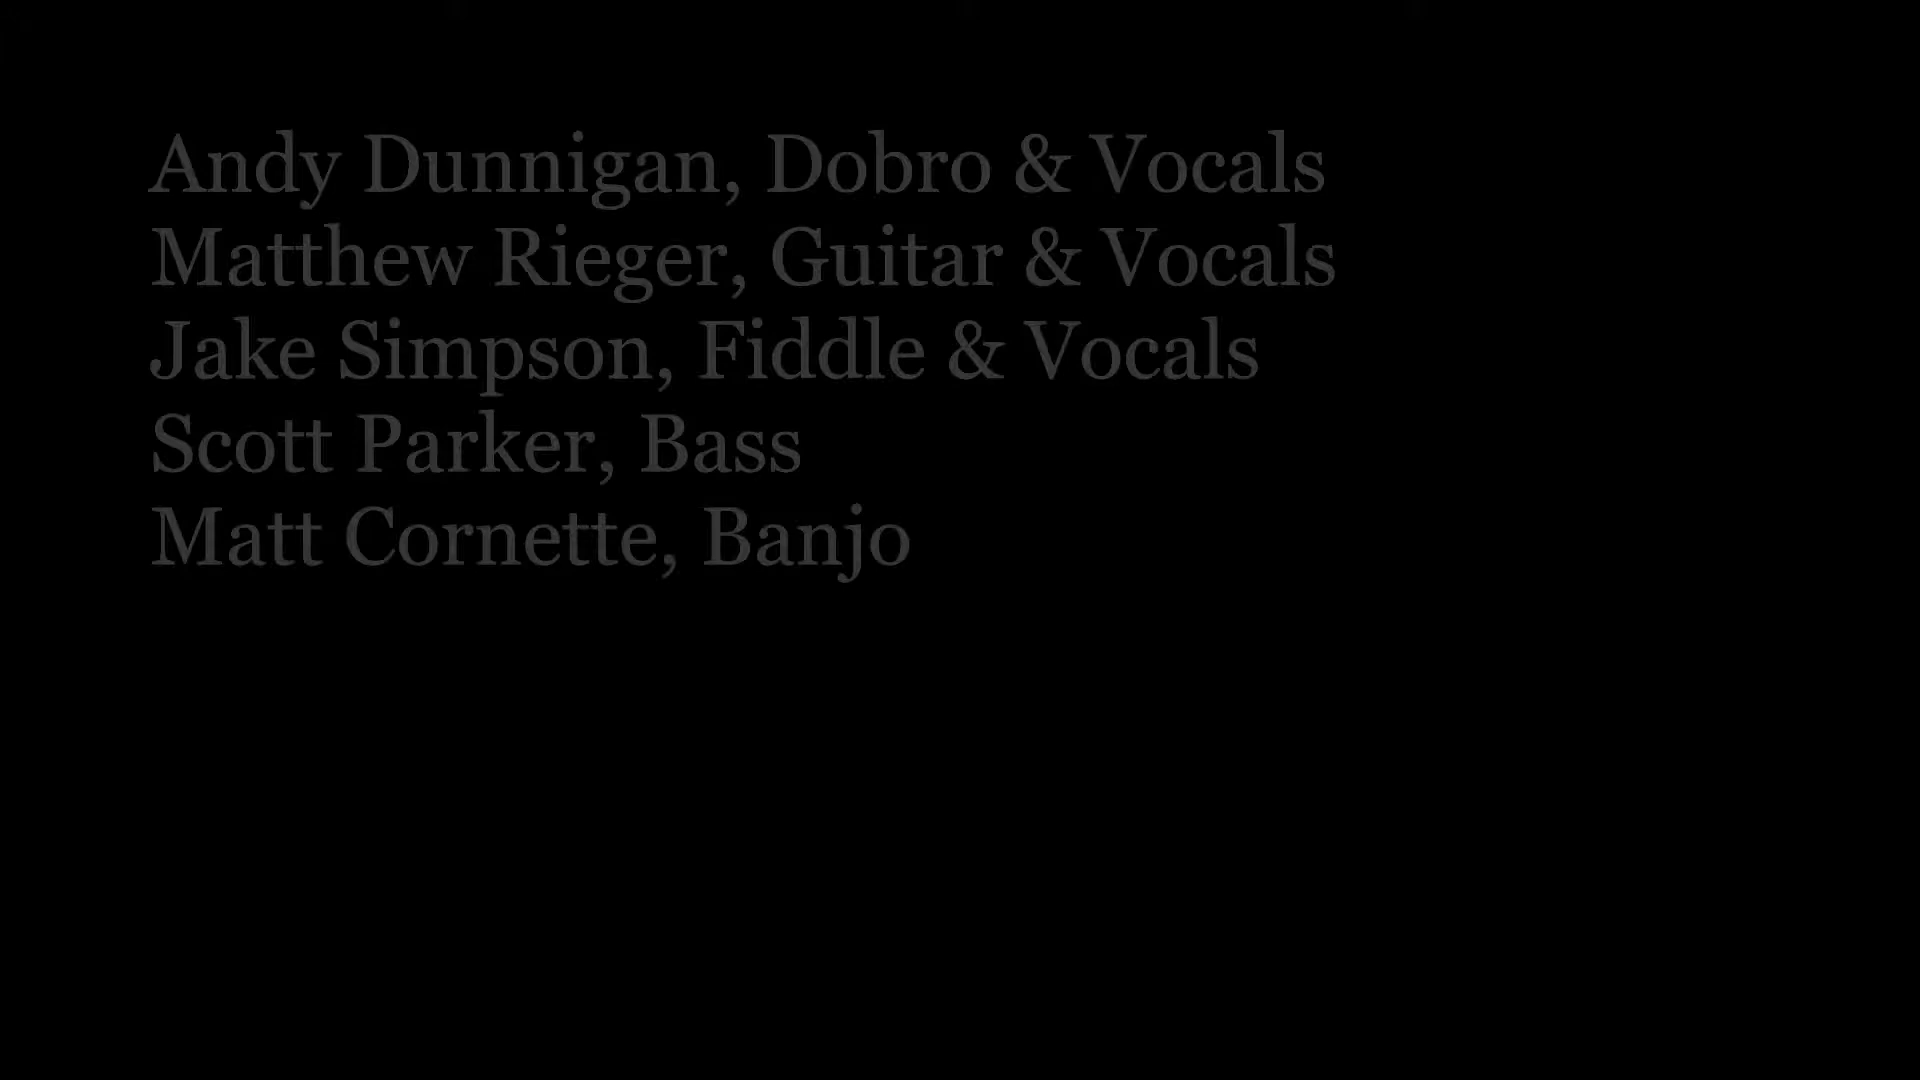 Andy Dunnigan, Dobro & Vocals
Matthew Rieger, Guitar & Vocals
Jake Simpson, Fiddle & Vocals
Scott Parker, Bass
Matt Cornette, Banjo